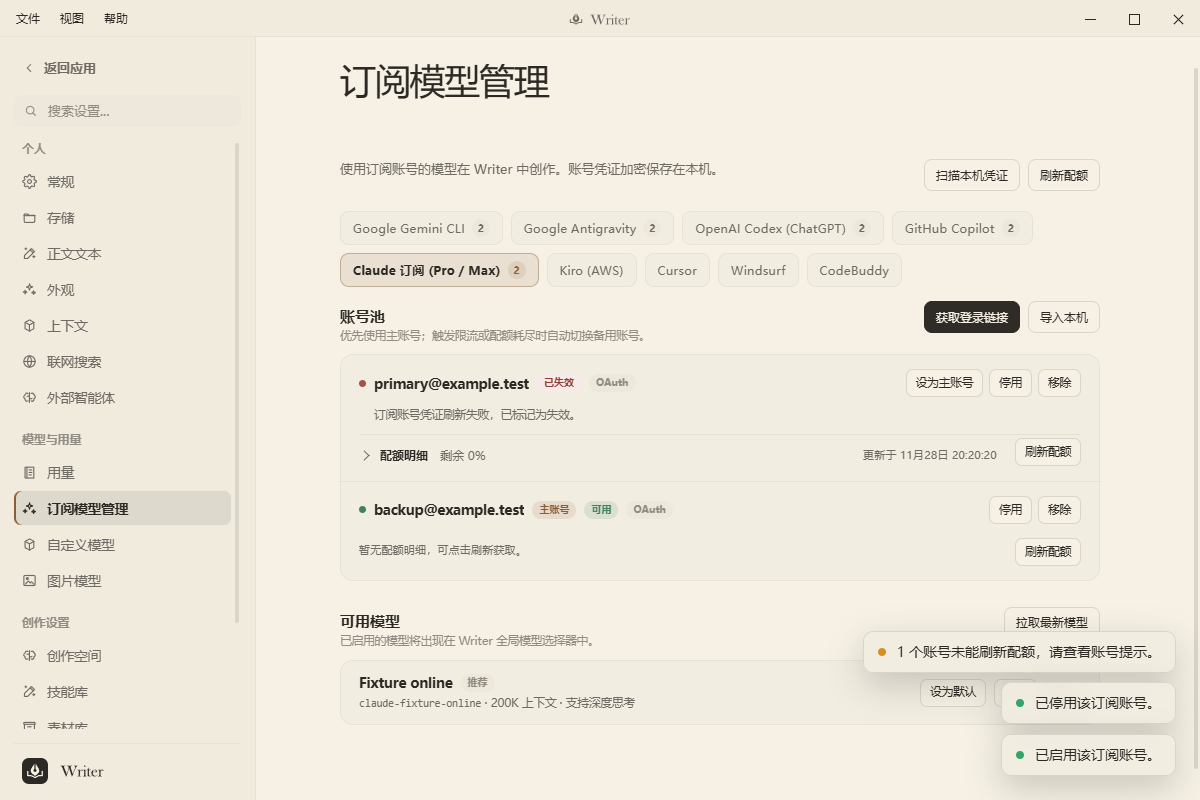 文件 视图 帮助
Writer
返回应用
搜索设置...
个人
常规
存储
正文文本
外观
上下文
联网搜索
外部智能体
模型与用量
用量
订阅模型管理
自定义模型
图片模型
创作设置
创作空间
技能库
素材库
Writer
订阅模型管理
使用订阅账号的模型在 Writer 中创作。账号凭证加密保存在本机。
扫描本机凭证 刷新配额
Google Gemini CLI 2 Google Antigravity 2 OpenAI Codex (ChatGPT) 2 GitHub Copilot 2
Claude 订阅 (Pro / Max) 2 Kiro (AWS) Cursor Windsurf CodeBuddy
账号池
优先使用主账号；触发限流或配额耗尽时自动切换备用账号。
获取登录链接 导入本机
primary@example.test 已失效 OAuth 设为主账号 停用 移除
订阅账号凭证刷新失败，已标记为失效。
配额明细 剩余 0% 更新于 11月28日 20:20:20 刷新配额
backup@example.test 主账号 可用 OAuth 停用 移除
暂无配额明细，可点击刷新获取。 刷新配额
可用模型
已启用的模型将出现在 Writer 全局模型选择器中。
拉取最新模型
Fixture online 推荐
claude-fixture-online · 200K 上下文 · 支持深度思考
设为默认
1 个账号未能刷新配额，请查看账号提示。
已停用该订阅账号。
已启用该订阅账号。